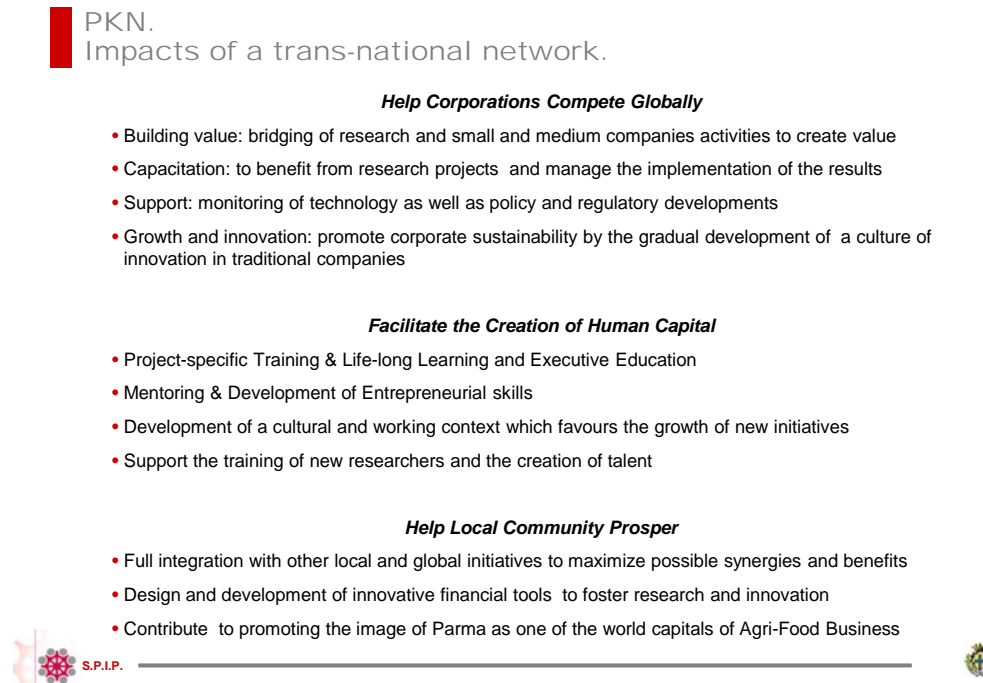 PKN.
Impacts of a trans-national network.
Help Corporations Compete Globally
• Building value: bridging of research and small and medium companies activities to create value
• Capacitation: to benefit from research projects and manage the implementation of the results
• Support: monitoring of technology as well as policy and regulatory developments
• Growth and innovation: promote corporate sustainability by the gradual development of a culture of
innovation in traditional companies
Facilitate the Creation of Human Capital
• Project-specific Training & Life-long Learning and Executive Education
• Mentoring & Development of Entrepreneurial skills
• Development of a cultural and working context which favours the growth of new initiatives
• Support the training of new researchers and the creation of talent
Help Local Community Prosper
• Full integration with other local and global initiatives to maximize possible synergies and benefits
• Design and development of innovative financial tools to foster research and innovation
• Contribute to promoting the image of Parma as one of the world capitals of Agri-Food Business
S.P.I.P.